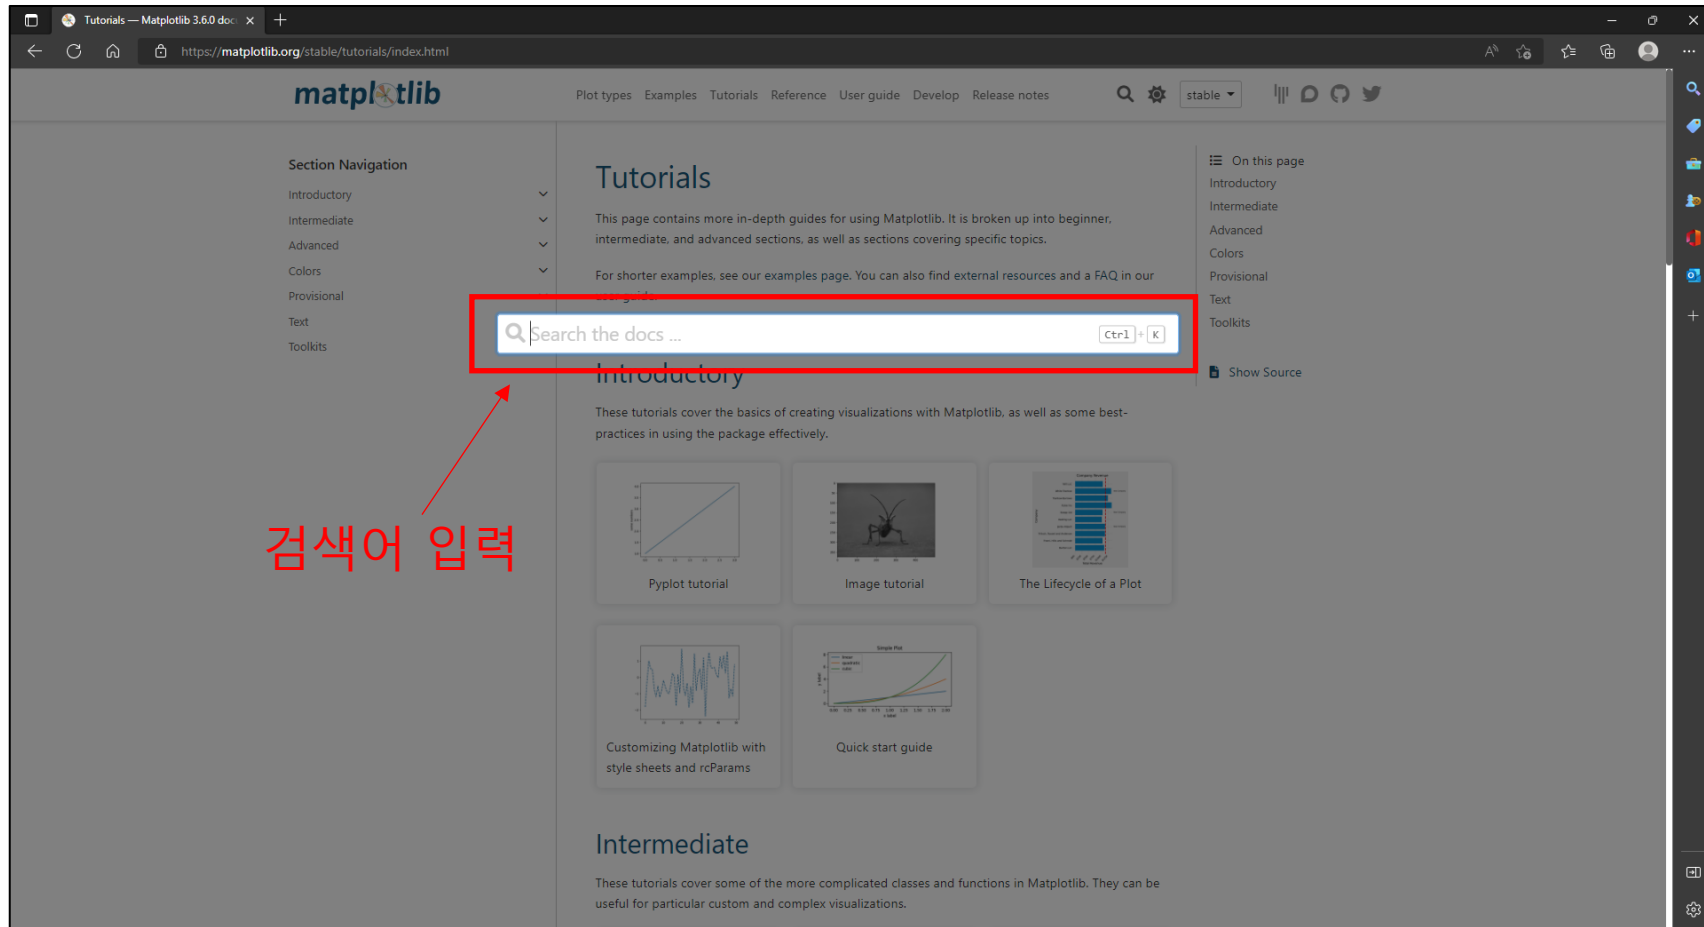 Tutorials — Matplotlib 3.6.0 doc
https://matplotlib.org/stable/tutorials/index.html
matplotlib
Plot types Examples Tutorials Reference User guide Develop Release notes
stable
Section Navigation
Introductory
Intermediate
Advanced
Colors
Provisional
Text
Toolkits
Tutorials
This page contains more in-depth guides for using Matplotlib. It is broken up into beginner,
intermediate, and advanced sections, as well as sections covering specific topics.
For shorter examples, see our examples page. You can also find external resources and a FAQ in our
user guide.
Search the docs ...
Ctrl + K
검색어 입력
Introductory
These tutorials cover the basics of creating visualizations with Matplotlib, as well as some best-
practices in using the package effectively.
Pyplot tutorial
Image tutorial
The Lifecycle of a Plot
Simple Plot
Customizing Matplotlib with
style sheets and rcParams
Quick start guide
Intermediate
These tutorials cover some of the more complicated classes and functions in Matplotlib. They can be
useful for particular custom and complex visualizations.
On this page
Introductory
Intermediate
Advanced
Colors
Provisional
Text
Toolkits
Show Source